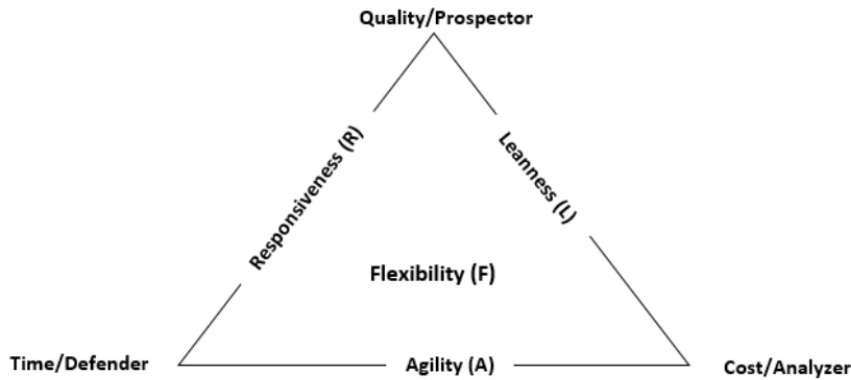 Quality/Prospector
Responsiveness (R)
Leanness (L)
Flexibility (F)
Time/Defender
Agility (A)
Cost/Analyzer